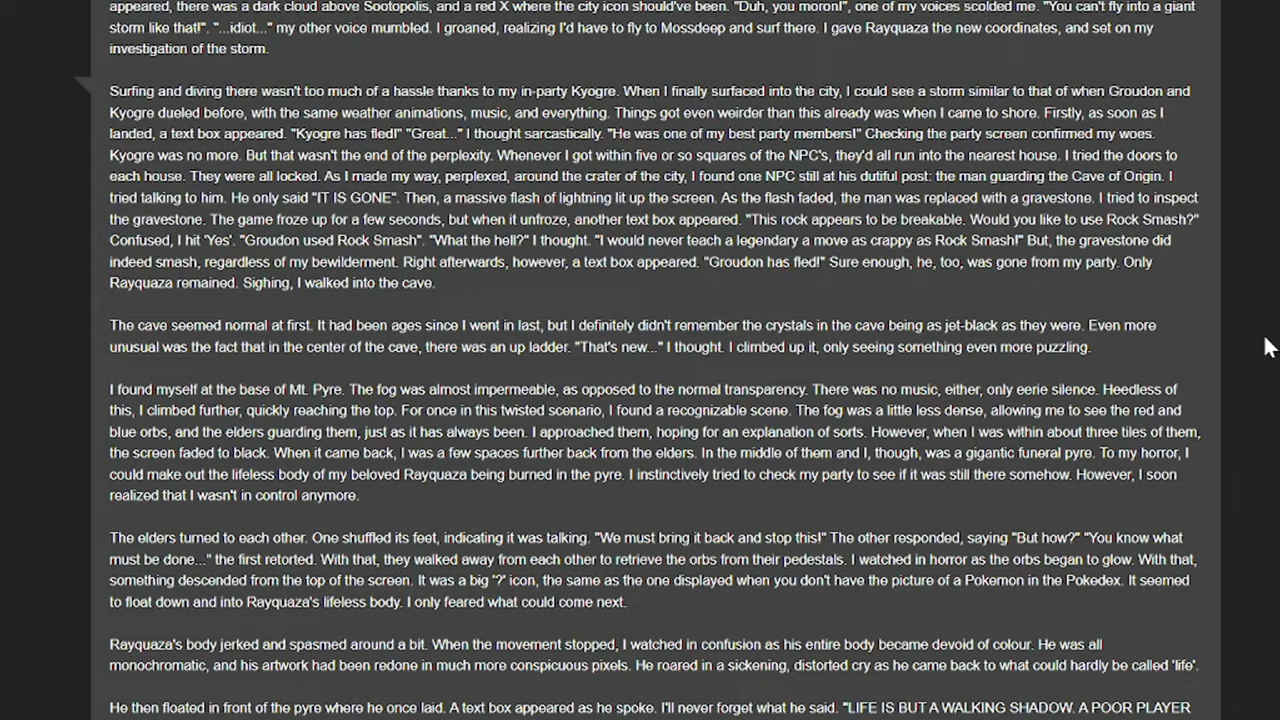 appeared, there was a dark cloud above Sootopolis, and a red X where the city icon should've been. "Duh, you moron!", one of my voices scolded me. "You can't fly into a giant
storm like that!". "...idiot..." my other voice mumbled. I groaned, realizing I'd have to fly to Mossdeep and surf there. I gave Rayquaza the new coordinates, and set on my
investigation of the storm.
Surfing and diving there wasn't too much of a hassle thanks to my in-party Kyogre. When I finally surfaced into the city, I could see a storm similar to that of when Groudon and
Kyogre dueled before, with the same weather animations, music, and everything. Things got even weirder than this already was when I came to shore. Firstly, as soon as I
landed, a text box appeared. "Kyogre has fled!" "Great..." I thought sarcastically. "He was one of my best party members!" Checking the party screen confirmed my woes.
Kyogre was no more. But that wasn't the end of the perplexity. Whenever I got within five or so squares of the NPC's, they'd all run into the nearest house. I tried the doors to
each house. They were all locked. As I made my way, perplexed, around the crater of the city, I found one NPC still at his dutiful post: the man guarding the Cave of Origin. I
tried talking to him. He only said "IT IS GONE". Then, a massive flash of lightning lit up the screen. As the flash faded, the man was replaced with a gravestone. I tried to inspect
the gravestone. The game froze up for a few seconds, but when it unfroze, another text box appeared. "This rock appears to be breakable. Would you like to use Rock Smash?"
Confused, I hit 'Yes'. "Groudon used Rock Smash". "What the hell?" I thought. "I would never teach a legendary a move as crappy as Rock Smash!" But, the gravestone did
indeed smash, regardless of my bewilderment. Right afterwards, however, a text box appeared. "Groudon has fled!" Sure enough, he, too, was gone from my party. Only
Rayquaza remained. Sighing, I walked into the cave.
The cave seemed normal at first. It had been ages since I went in last, but I definitely didn't remember the crystals in the cave being as jet-black as they were. Even more
unusual was the fact that in the center of the cave, there was an up ladder. "That's new..." I thought. I climbed up it, only seeing something even more puzzling.
I found myself at the base of Mt. Pyre. The fog was almost impermeable, as opposed to the normal transparency. There was no music, either, only eerie silence. Heedless of
this, I climbed further, quickly reaching the top. For once in this twisted scenario, I found a recognizable scene. The fog was a little less dense, allowing me to see the red and
blue orbs, and the elders guarding them, just as it has always been. I approached them, hoping for an explanation of sorts. However, when I was within about three tiles of them,
the screen faded to black. When it came back, I was a few spaces further back from the elders. In the middle of them and I, though, was a gigantic funeral pyre. To my horror, I
could make out the lifeless body of my beloved Rayquaza being burned in the pyre. I instinctively tried to check my party to see if it was still there somehow. However, I soon
realized that I wasn't in control anymore.
The elders turned to each other. One shuffled its feet, indicating it was talking. "We must bring it back and stop this!" The other responded, saying "But how?" "You know what
must be done..." the first retorted. With that, they walked away from each other to retrieve the orbs from their pedestals. I watched in horror as the orbs began to glow. With that,
something descended from the top of the screen. It was a big '?' icon, the same as the one displayed when you don't have the picture of a Pokemon in the Pokedex. It seemed
to float down and into Rayquaza's lifeless body. I only feared what could come next.
Rayquaza's body jerked and spasmed around a bit. When the movement stopped, I watched in confusion as his entire body became devoid of colour. He was all
monochromatic, and his artwork had been redone in much more conspicuous pixels. He roared in a sickening, distorted cry as he came back to what could hardly be called 'life'.
He then floated in front of the pyre where he once laid. A text box appeared as he spoke. I'll never forget what he said. "LIFE IS BUT A WALKING SHADOW. A POOR PLAYER